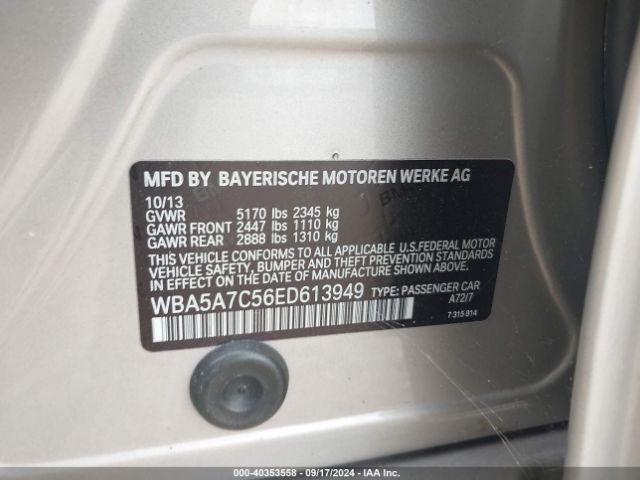 MFD BY BAYERISCHE MOTOREN WERKE AG
10/13
GVWR 5170 lbs 2345 kg
GAWR FRONT 2447 lbs 1110 kg
GAWR REAR 2888 lbs 1310 kg
THIS VEHICLE CONFORMS TO ALL APPLICABLE U.S.FEDERAL MOTOR
VEHICLE SAFETY, BUMPER, AND THEFT PREVENTION STANDARDS
IN EFFECT ON THE DATE OF MANUFACTURE SHOWN ABOVE.
WBA5A7C56ED613949 TYPE: PASSENGER CAR
A72/7
7 315 814
000-40353558 - 09/17/2024 - IAA Inc.